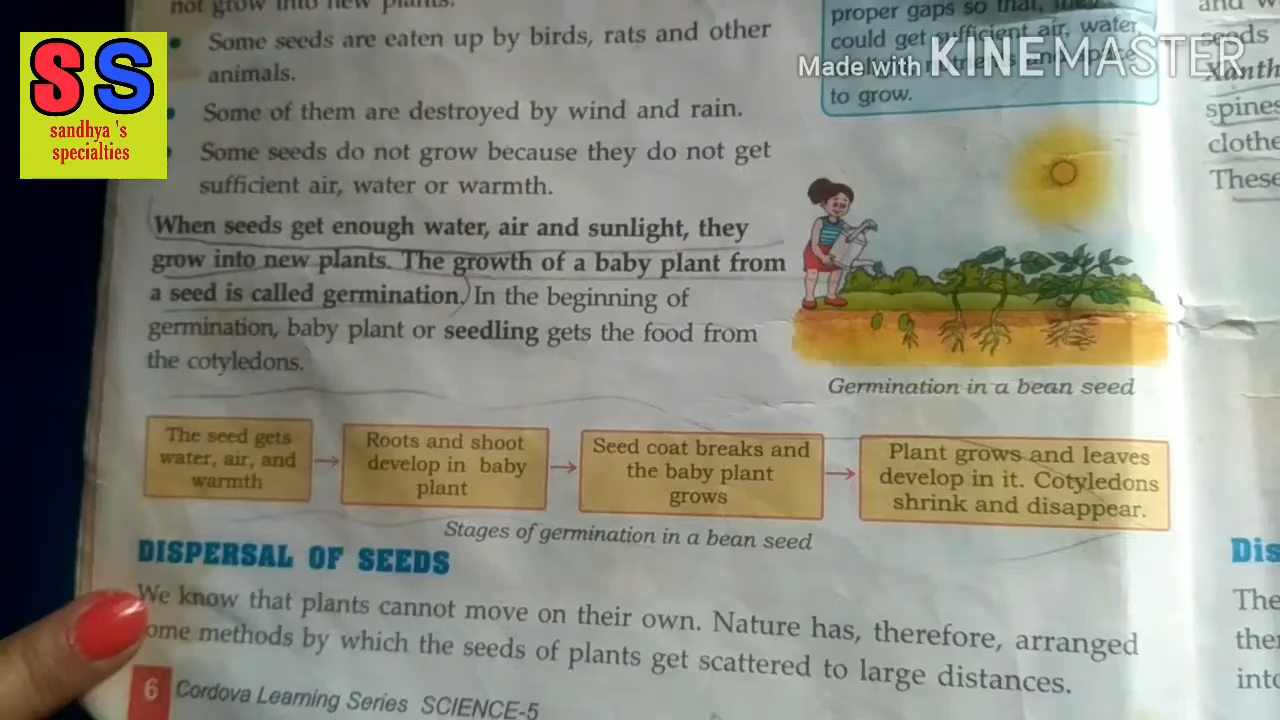 not grow into new plants.
• Some seeds are eaten up by birds, rats and other
animals.
• Some of them are destroyed by wind and rain.
• Some seeds do not grow because they do not get
sufficient air, water or warmth.
When seeds get enough water, air and sunlight, they
grow into new plants. The growth of a baby plant from
a seed is called germination. In the beginning of
germination, baby plant or seedling gets the food from
the cotyledons.
proper gaps so that, they
could get sufficient air, water
to grow.
Made with KINEMASTER
SS
sandhya 's
specialties
Germination in a bean seed
The seed gets
water, air, and
warmth
Roots and shoot
develop in baby
plant
Seed coat breaks and
the baby plant
grows
Plant grows and leaves
develop in it. Cotyledons
shrink and disappear.
Stages of germination in a bean seed
DISPERSAL OF SEEDS
We know that plants cannot move on their own. Nature has, therefore, arranged
some methods by which the seeds of plants get scattered to large distances.
6 Cordova Learning Series SCIENCE-5
seeds
Xanth
spines
clothe
These
Dis
The
ther
into